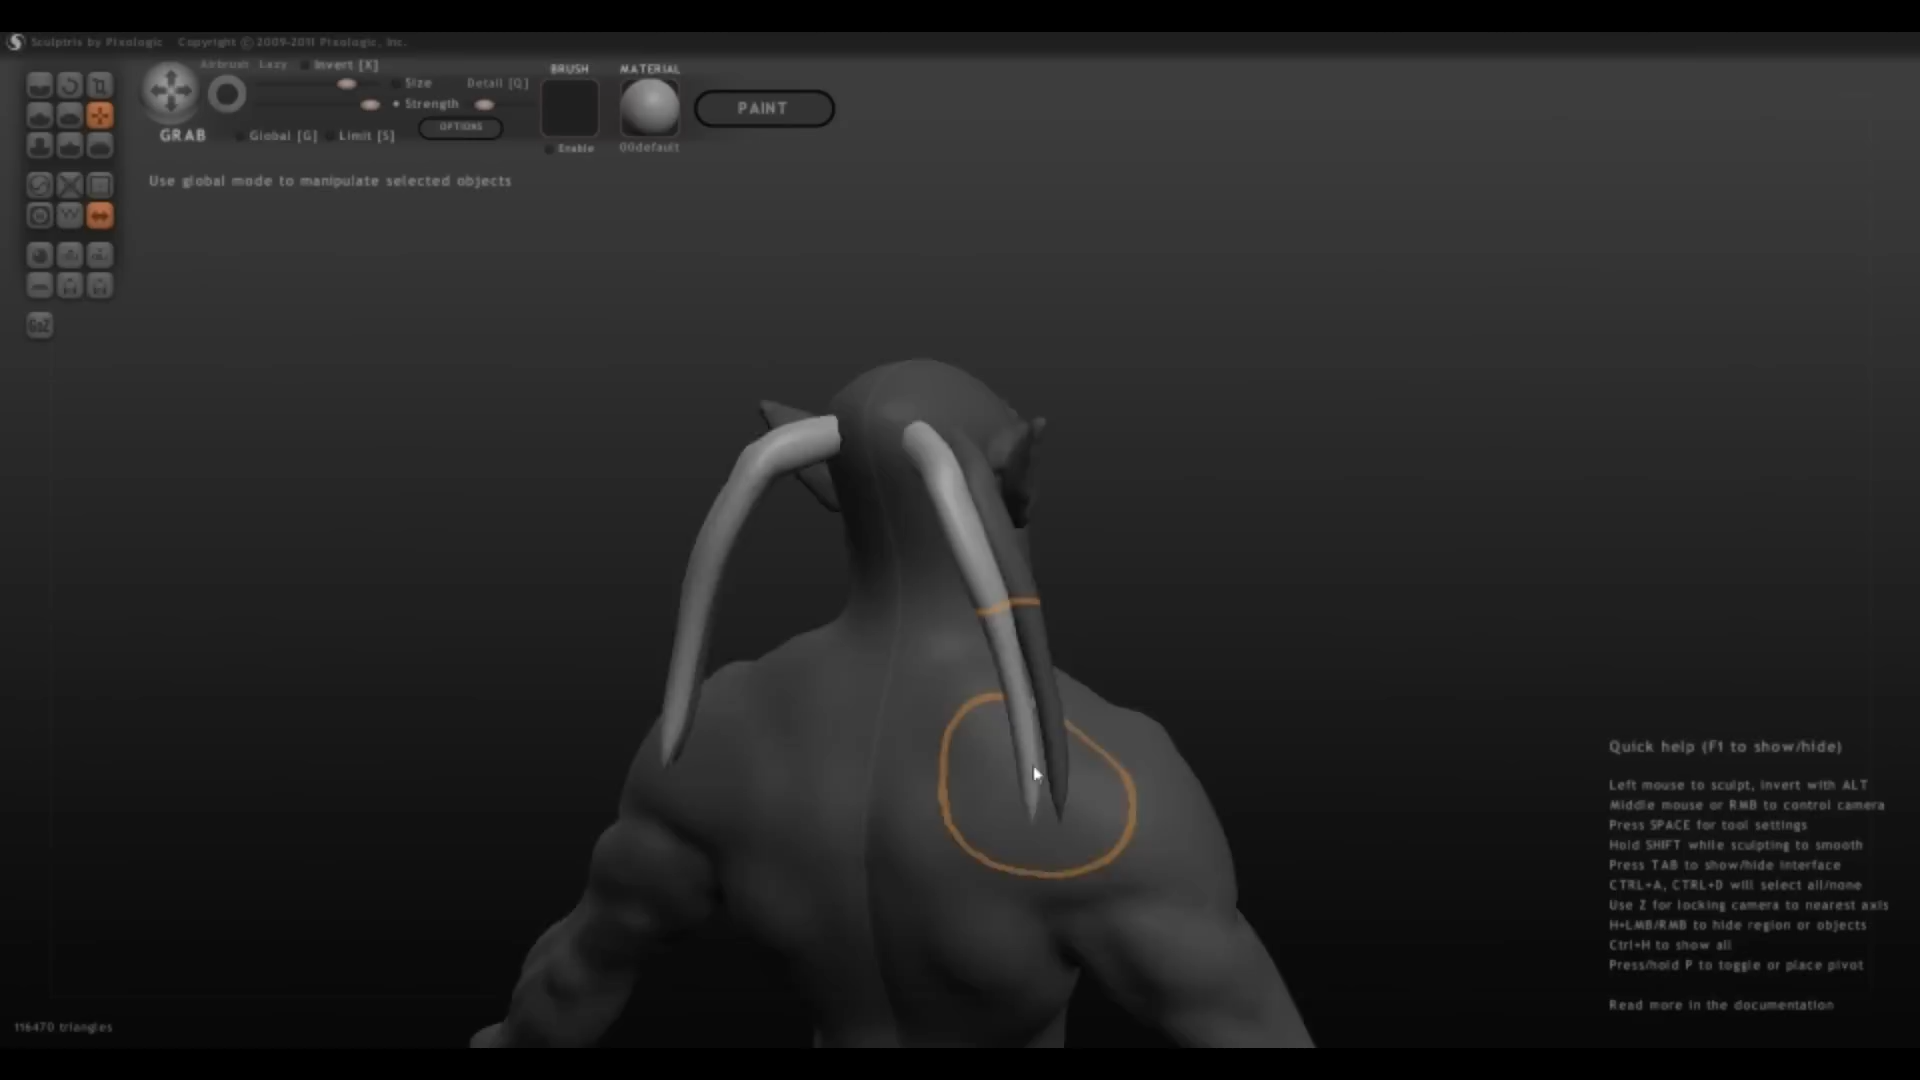 Sculptris by Pixologic Copyright © 2009-2011 Pixologic, Inc.
Airbrush Lazy Invert [X]
Size Detail [Q]
Strength
GRAB Global [G] Limit [S] OPTIONS
BRUSH MATERIAL
PAINT
Enable 00default
Use global mode to manipulate selected objects
GoZ
Quick help (F1 to show/hide)
Left mouse to sculpt, invert with ALT
Middle mouse or RMB to control camera
Press SPACE for tool settings
Hold SHIFT while sculpting to smooth
Press TAB to show/hide interface
CTRL+A, CTRL+D will select all/none
Use Z for locking camera to nearest axis
H+LMB/RMB to hide region or objects
Ctrl+H to show all
Press/hold P to toggle or place pivot
Read more in the documentation
116470 triangles